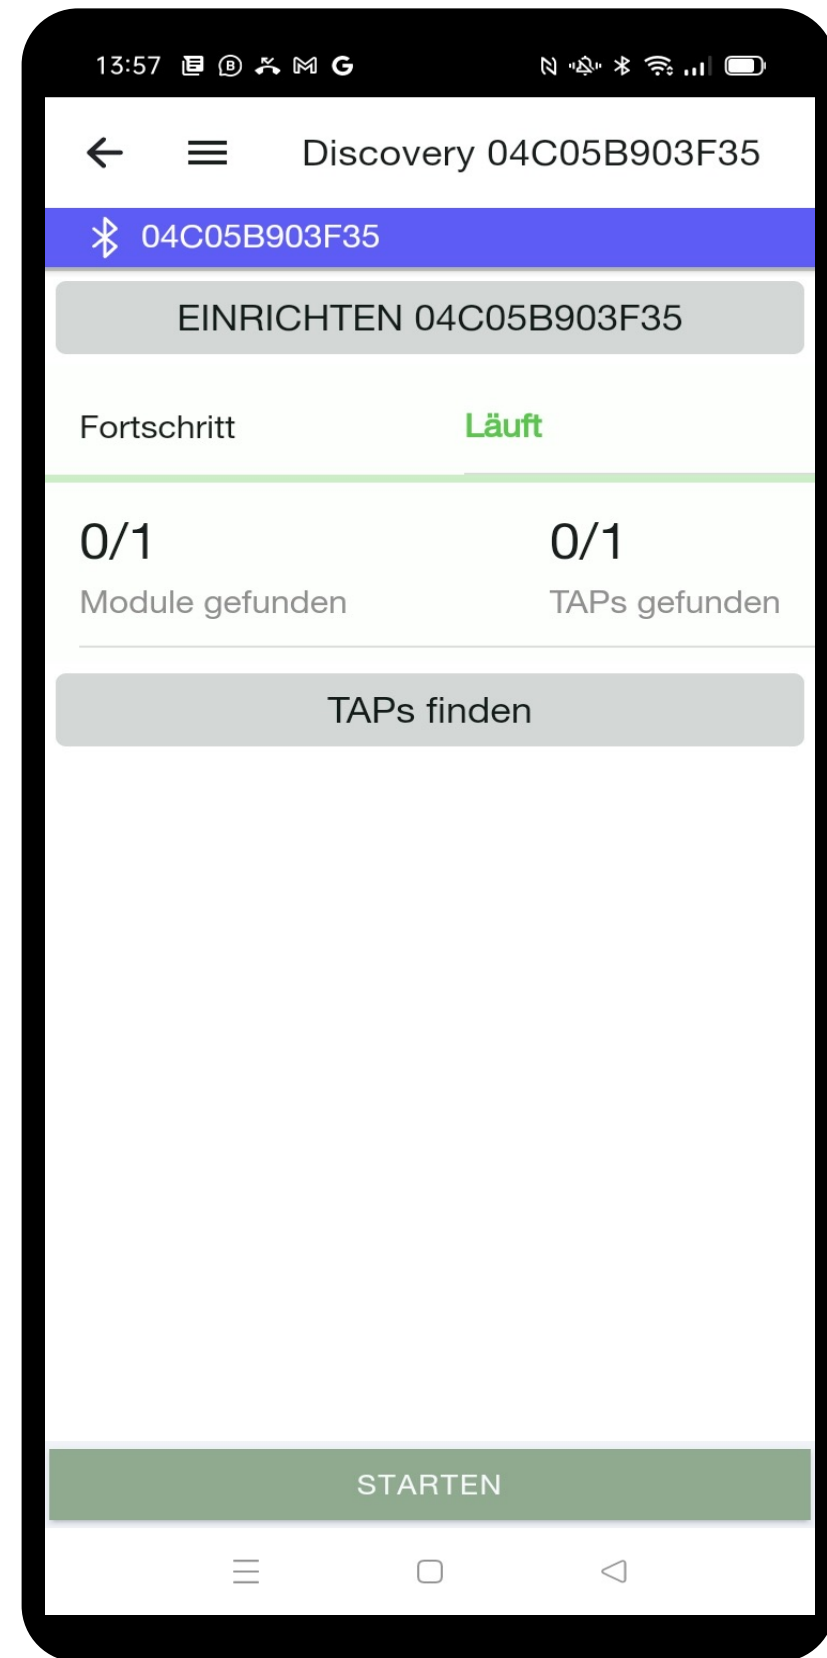 13:57
Discovery 04C05B903F35
04C05B903F35
EINRICHTEN 04C05B903F35
Fortschritt Läuft
0/1 0/1
Module gefunden TAPs gefunden
TAPs finden
STARTEN